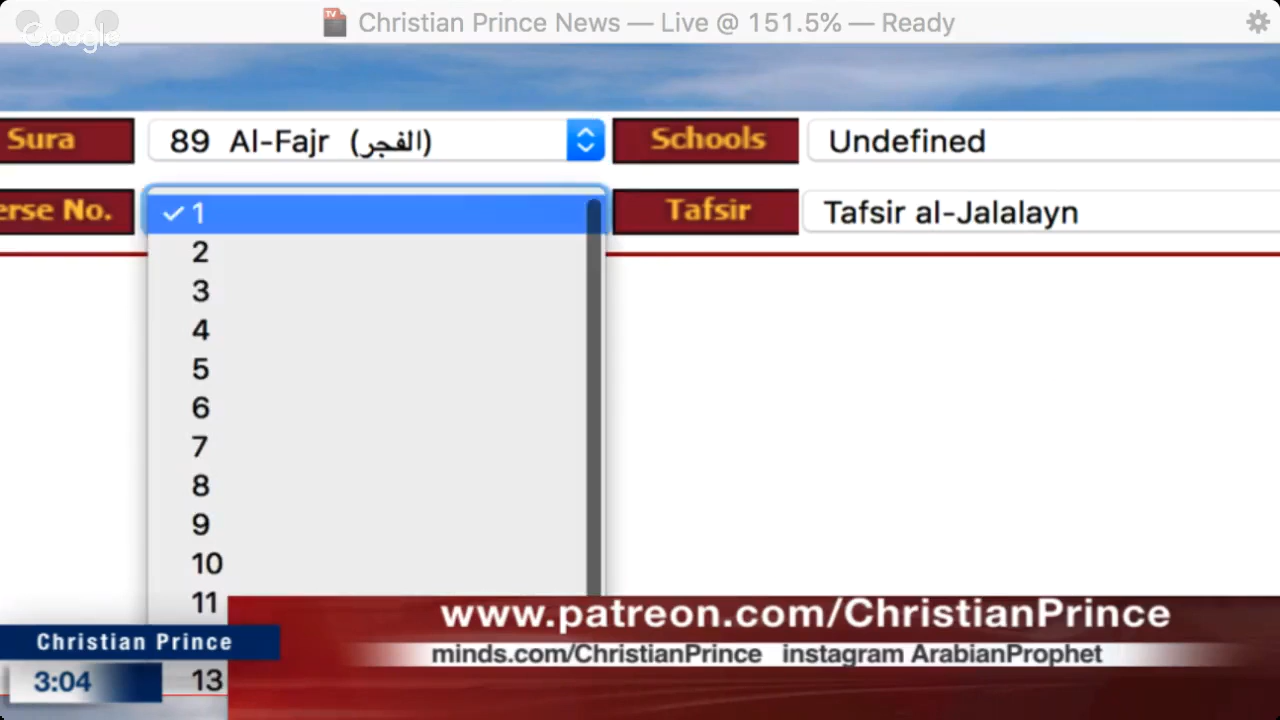 Christian Prince News — Live @ 151.5% — Ready
Google
Sura
89 Al-Fajr (الفجر)
Schools
Undefined
erse No.
✓ 1
Tafsir
Tafsir al-Jalalayn
2
3
4
5
6
7
8
9
10
11
13
www.patreon.com/ChristianPrince
minds.com/ChristianPrince instagram ArabianProphet
Christian Prince
3:04